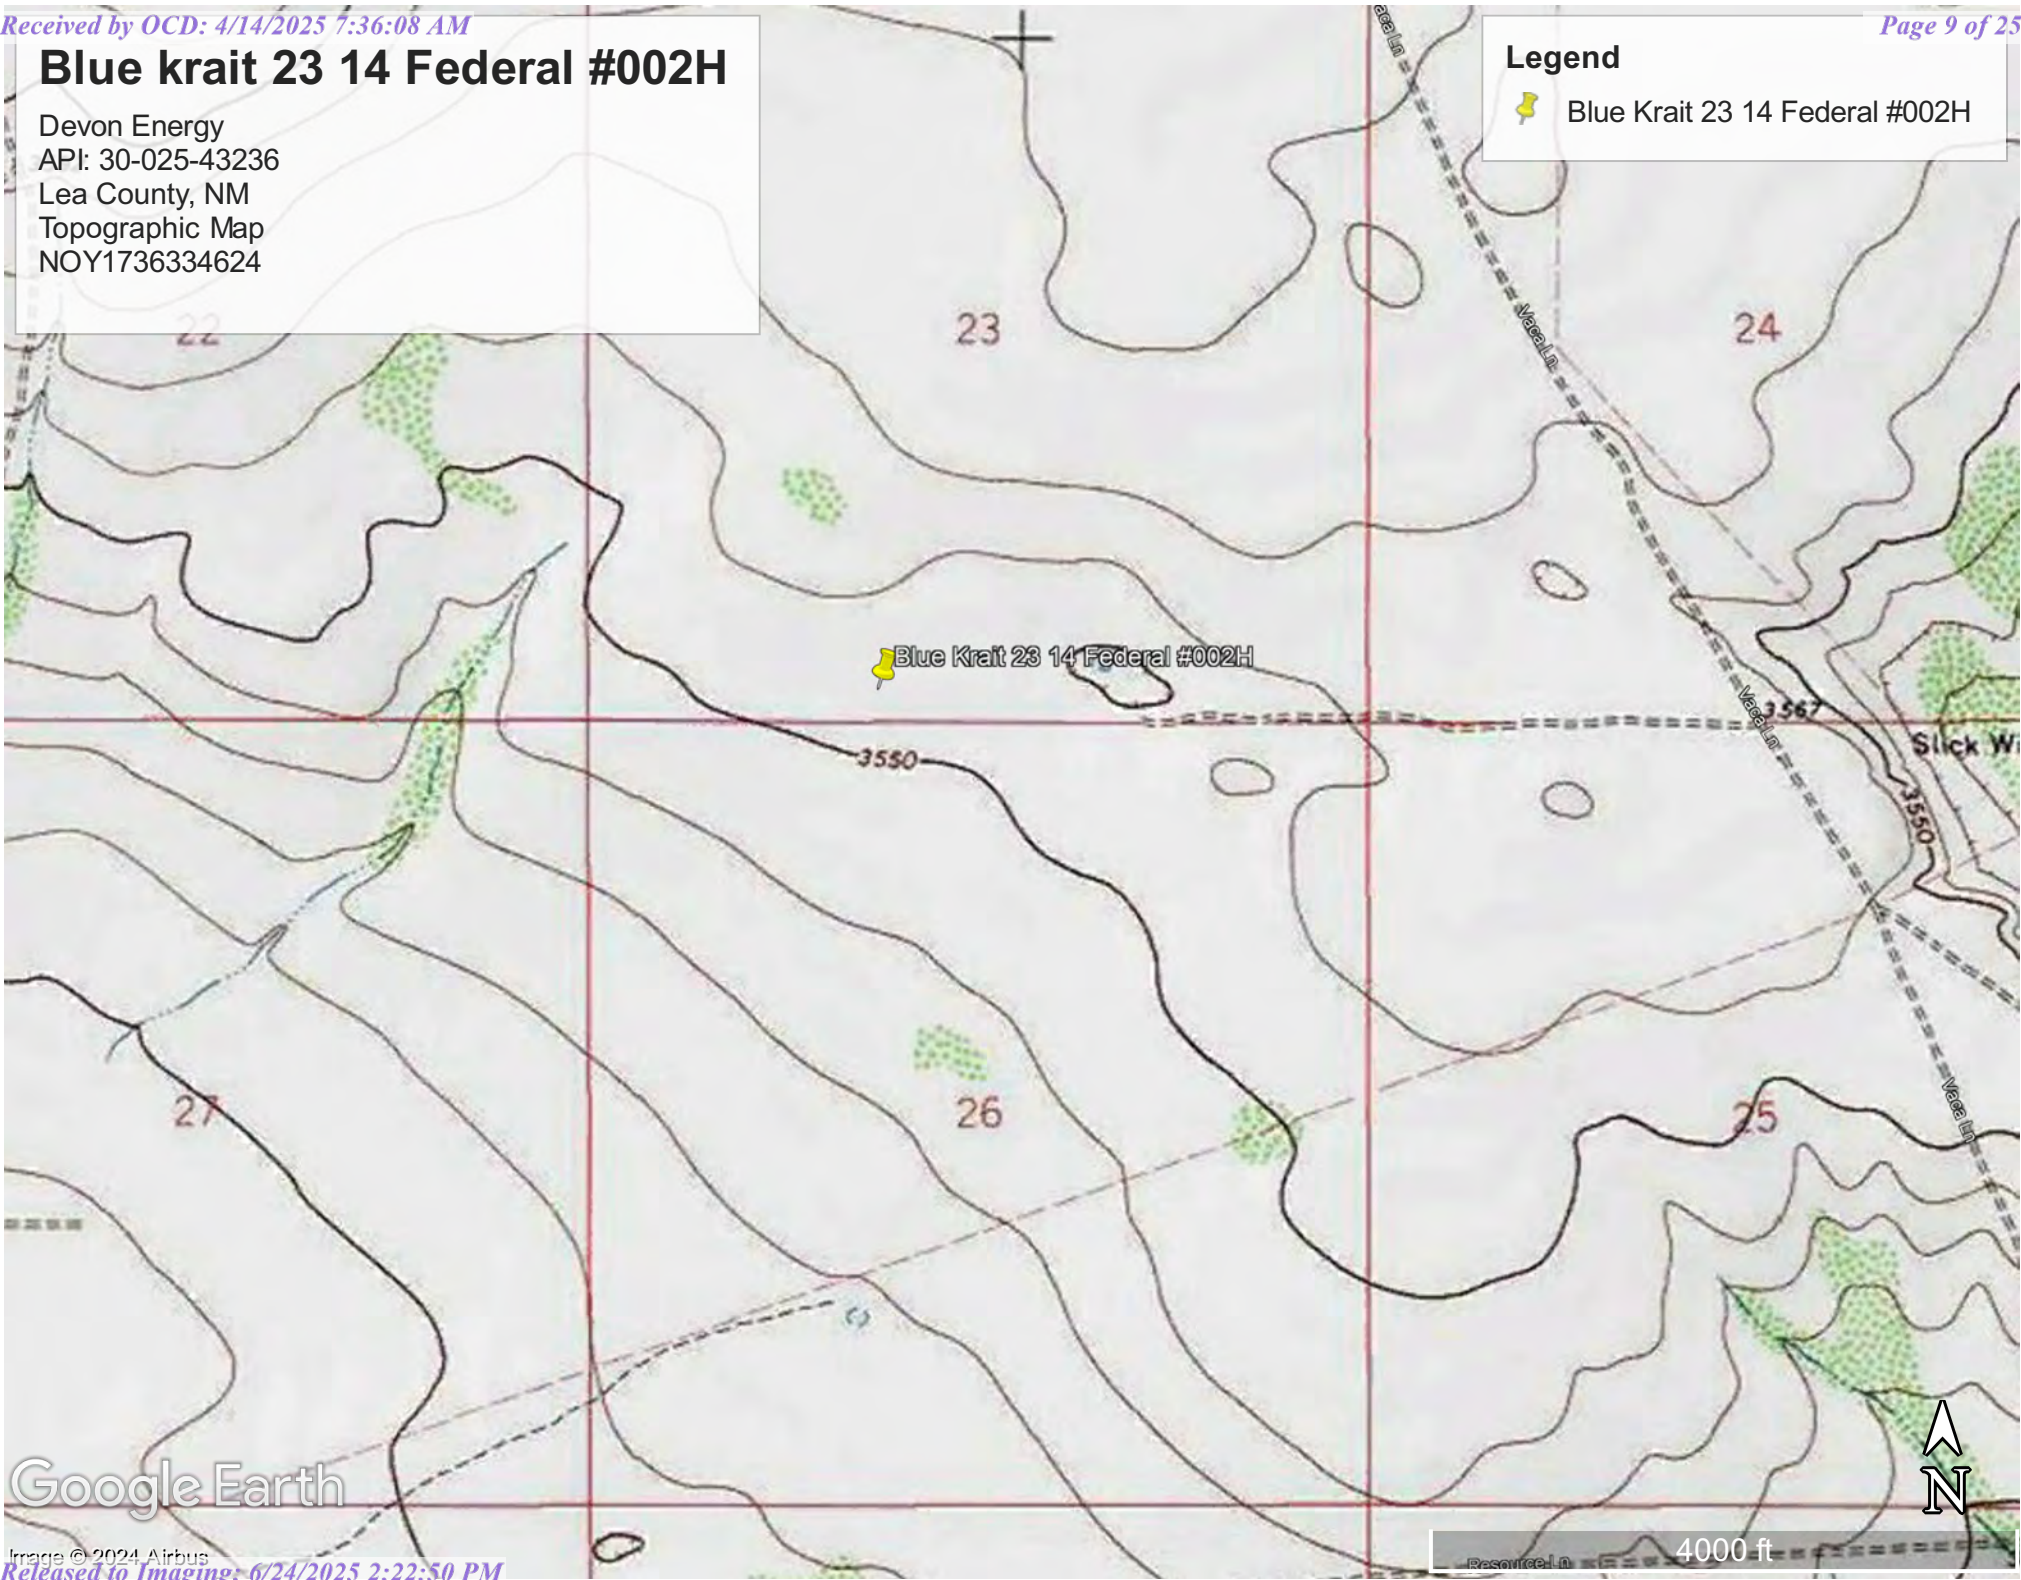 Received by OCD: 4/14/2025 7:36:08 AM
Page 9 of 25
Blue krait 23 14 Federal #002H
Devon Energy
API: 30-025-43236
Lea County, NM
Topographic Map
NOY1736334624
Legend
Blue Krait 23 14 Federal #002H
Vaca Ln
22
23
24
Vaca Ln
Blue Krait 23 14 Federal #002H
Vaca Ln
3567
Slick
3550
3550
27
26
25
Vaca Ln
Google Earth
N
Image © 2024 Airbus
4000 ft
Resource Ln
Released to Imaging: 6/24/2025 2:22:50 PM